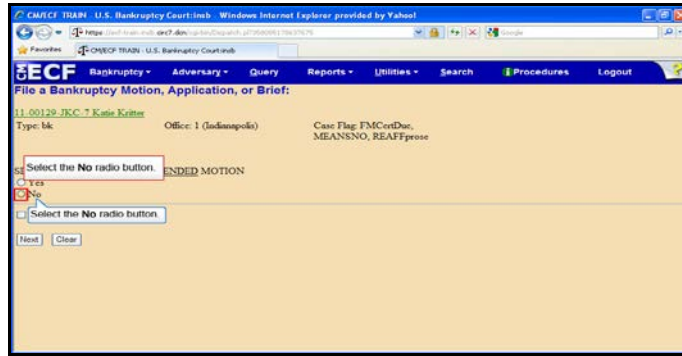 CM/ECF TRAIN - U.S. Bankruptcy Court:insb - Windows Internet Explorer provided by Yahoo!
Google
Favorites CM/ECF TRAIN - U.S. Bankruptcy Court:insb
ECF Bankruptcy Adversary Query Reports Utilities Search Procedures Logout
File a Bankruptcy Motion, Application, or Brief:
11-00129-JKC-7 Katie Kritter
Type: bk Office: 1 (Indianapolis) Case Flag: FMCertDue,
MEANSNO, REAFFprose
Select the No radio button.
ENDED MOTION
Yes
No
Select the No radio button.
Next Clear